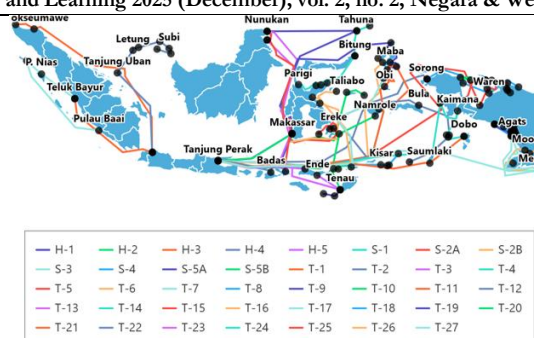 and Learning 2025 (December), vol. 2, no. 2, Negara & We
okseumawe
Nunukan
Tahuna
Letung
Subi
Bitung
Maba
P. Nias
Tanjung Uban
Parigi
Taliabo
Obi
Sorong
Waren
Teluk Bayur
Namrole
Bula
Kaimana
Pulau Baai
Makassar
Ereke
Dobo
Agats
Moo
Tanjung Perak
Badas
Ende
Kisar
Saumlaki
Me
Tenau
H-1 H-2 H-3 H-4 H-5 S-1 S-2A S-2B
S-3 S-4 S-5A S-5B T-1 T-2 T-3 T-4
T-5 T-6 T-7 T-8 T-9 T-10 T-11 T-12
T-13 T-14 T-15 T-16 T-17 T-18 T-19 T-20
T-21 T-22 T-23 T-24 T-25 T-26 T-27